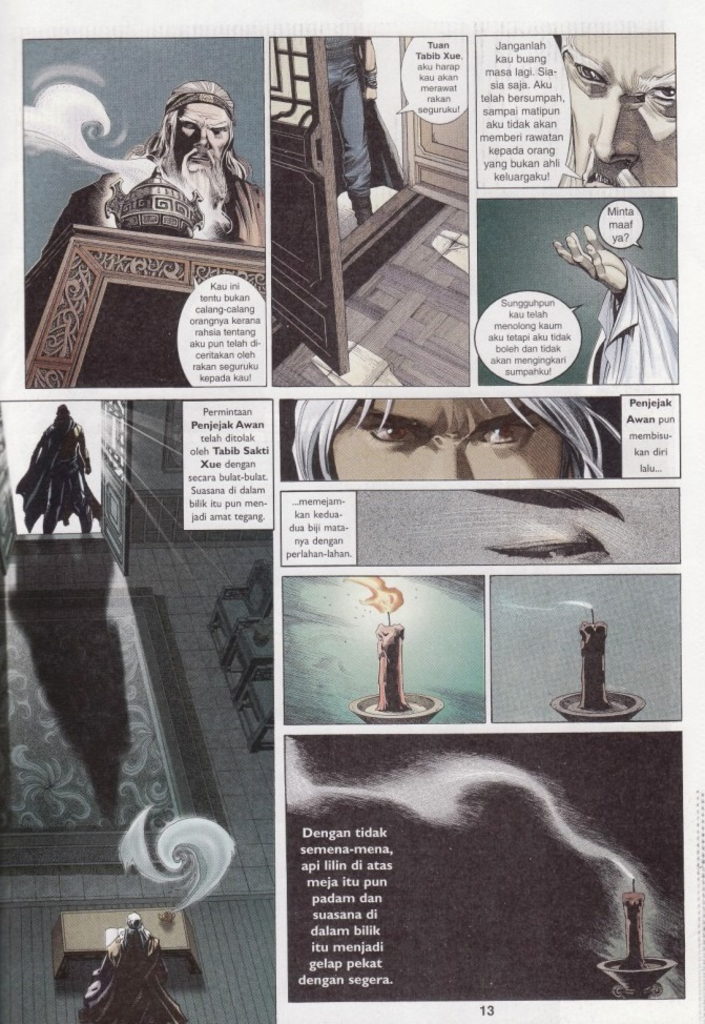 Kau ini
tentu bukan
calang-calang
orangnya kerana
rahsia tentang
aku pun telah di-
ceritakan oleh
rakan seguruku
kepada kau!
Tuan
Tabib Xue,
aku harap
kau akan
merawat
rakan
seguruku!
Janganlah
kau buang
masa lagi. Sia-
sia saja. Aku
telah bersumpah,
sampai matipun
aku tidak akan
memberi rawatan
kepada orang
yang bukan ahli
keluargaku!
Minta
maaf
ya?
Sungguhpun
kau telah
menolong kaum
aku tetapi aku tidak
boleh dan tidak
akan mengingkari
sumpahku!
Permintaan
Penjejak Awan
telah ditolak
oleh Tabib Sakti
Xue dengan
secara bulat-bulat.
Suasana di dalam
bilik itu pun men-
jadi amat tegang.
Penjejak
Awan pun
membisu-
kan diri
lalu...
...memejam-
kan kedua-
dua biji mata-
nya dengan
perlahan-lahan.
Dengan tidak
semena-mena,
api lilin di atas
meja itu pun
padam dan
suasana di
dalam bilik
itu menjadi
gelap pekat
dengan segera.
13